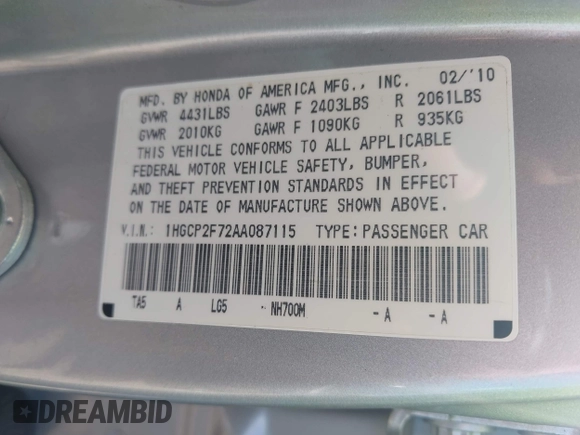 MFD. BY HONDA OF AMERICA MFG., INC. 02/'10
GVWR 4431LBS GAWR F 2403LBS R 2061LBS
GVWR 2010KG GAWR F 1090KG R 935KG
THIS VEHICLE CONFORMS TO ALL APPLICABLE
FEDERAL MOTOR VEHICLE SAFETY, BUMPER,
AND THEFT PREVENTION STANDARDS IN EFFECT
ON THE DATE OF MANUFACTURE SHOWN ABOVE.
V.I.N.: 1HGCP2F72AA087115 TYPE: PASSENGER CAR
TA5 A LG5 NH700M -A -A
DREAMBID